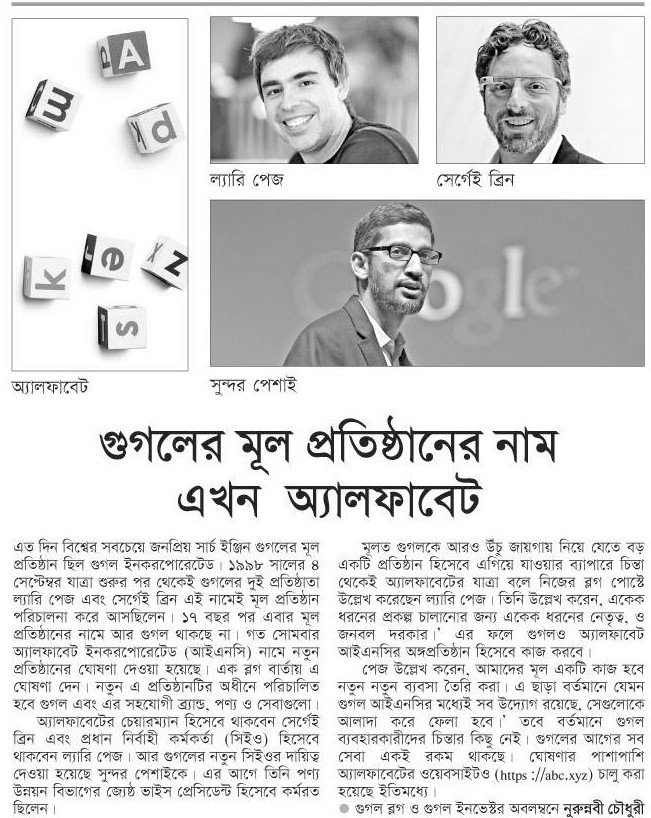 A
m
p
k
e
z
s
অ্যালফাবেট
ল্যারি পেজ
সের্গেই ব্রিন
Google
সুন্দর পেশাই
গুগলের মূল প্রতিষ্ঠানের নাম
এখন অ্যালফাবেট
এত দিন বিশ্বের সবচেয়ে জনপ্রিয় সার্চ ইঞ্জিন গুগলের মূল
প্রতিষ্ঠান ছিল গুগল ইনকরপোরেটেড। ১৯৯৮ সালের ৪
সেপ্টেম্বর যাত্রা শুরুর পর থেকেই গুগলের দুই প্রতিষ্ঠাতা
ল্যারি পেজ এবং সের্গেই ব্রিন এই নামেই মূল প্রতিষ্ঠান
পরিচালনা করে আসছিলেন। ১৭ বছর পর এবার মূল
প্রতিষ্ঠানের নামে আর গুগল থাকছে না। গত সোমবার
অ্যালফাবেট ইনকরপোরেটেড (আইএনসি) নামে নতুন
প্রতিষ্ঠানের ঘোষণা দেওয়া হয়েছে। এক ব্লগ বার্তায় এ
ঘোষণা দেন। নতুন এ প্রতিষ্ঠানটির অধীনে পরিচালিত
হবে গুগল এবং এর সহযোগী ব্র্যান্ড, পণ্য ও সেবাগুলো।
অ্যালফাবেটের চেয়ারম্যান হিসেবে থাকবেন সের্গেই
ব্রিন এবং প্রধান নির্বাহী কর্মকর্তা (সিইও) হিসেবে
থাকবেন ল্যারি পেজ। আর গুগলের নতুন সিইওর দায়িত্ব
দেওয়া হয়েছে সুন্দর পেশাইকে। এর আগে তিনি পণ্য
উন্নয়ন বিভাগের জ্যেষ্ঠ ভাইস প্রেসিডেন্ট হিসেবে কর্মরত
ছিলেন।
মূলত গুগলকে আরও উঁচু জায়গায় নিয়ে যেতে বড়
একটি প্রতিষ্ঠান হিসেবে এগিয়ে যাওয়ার ব্যাপারে চিন্তা
থেকেই অ্যালফাবেটের যাত্রা বলে নিজের ব্লগ পোস্টে
উল্লেখ করেছেন ল্যারি পেজ। তিনি উল্লেখ করেন, একেক
ধরনের প্রকল্প চালানোর জন্য একেক ধরনের নেতৃত্ব, ও
জনবল দরকার।’ এর ফলে গুগলও অ্যালফাবেট
আইএনসির অঙ্গপ্রতিষ্ঠান হিসেবে কাজ করবে।
পেজ উল্লেখ করেন, আমাদের মূল একটি কাজ হবে
নতুন নতুন ব্যবসা তৈরি করা। এ ছাড়া বর্তমানে যেমন
গুগল আইএনসির মধ্যেই সব উদ্যোগ রয়েছে, সেগুলোকে
আলাদা করে ফেলা হবে।’ তবে বর্তমানে গুগল
ব্যবহারকারীদের চিন্তার কিছু নেই। গুগলের আগের সব
সেবা একই রকম থাকছে। ঘোষণার পাশাপাশি
অ্যালফাবেটের ওয়েবসাইটও (https ://abc.xyz) চালু করা
হয়েছে ইতিমধ্যে।
● গুগল ব্লগ ও গুগল ইনভেস্টর অবলম্বনে নুরুন্নবী চৌধুরী